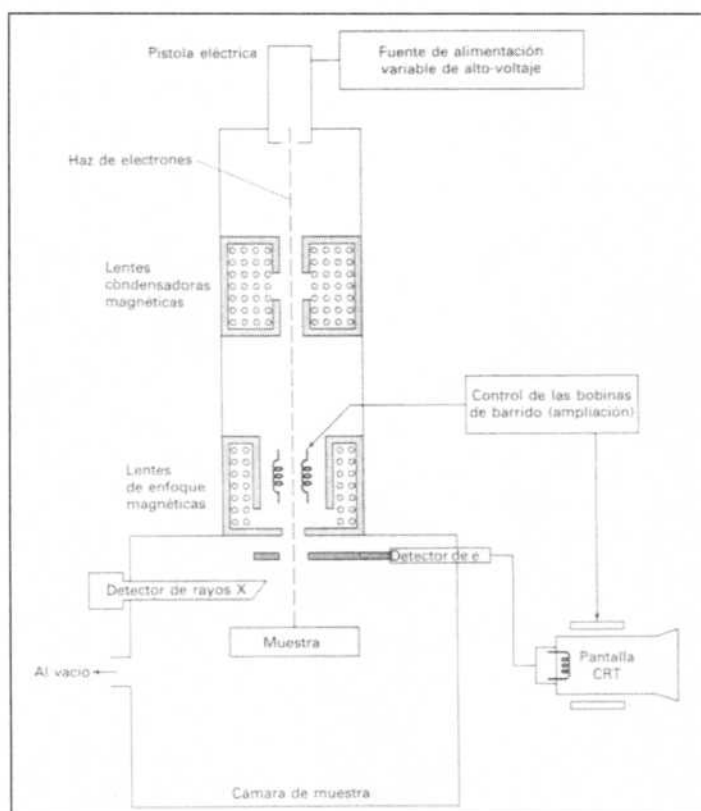 Pistola eléctrica
Fuente de alimentación
variable de alto-voltaje
Haz de electrones
Lentes
condensadoras
magnéticas
Control de las bobinas
de barrido (ampliación)
Lentes
de enfoque
magnéticas
Detector de e
Detector de rayos X
Muestra
Pantalla
CRT
Al vacío
Cámara de muestra